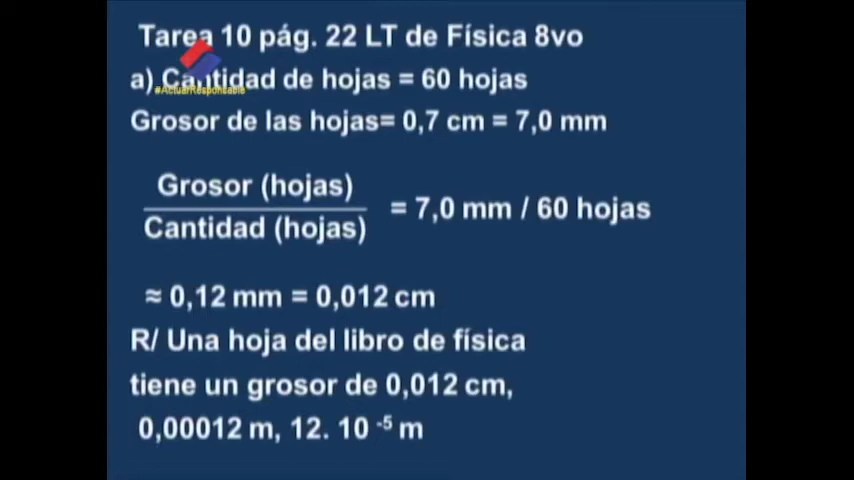 Tarea 10 pág. 22 LT de Física 8vo
a) Cantidad de hojas = 60 hojas
#ActuarResponsable
Grosor de las hojas= 0,7 cm = 7,0 mm
Grosor (hojas)
Cantidad (hojas)
= 7,0 mm / 60 hojas
≈ 0,12 mm = 0,012 cm
R/ Una hoja del libro de física
tiene un grosor de 0,012 cm,
0,00012 m, 12. 10 ⁻⁵ m